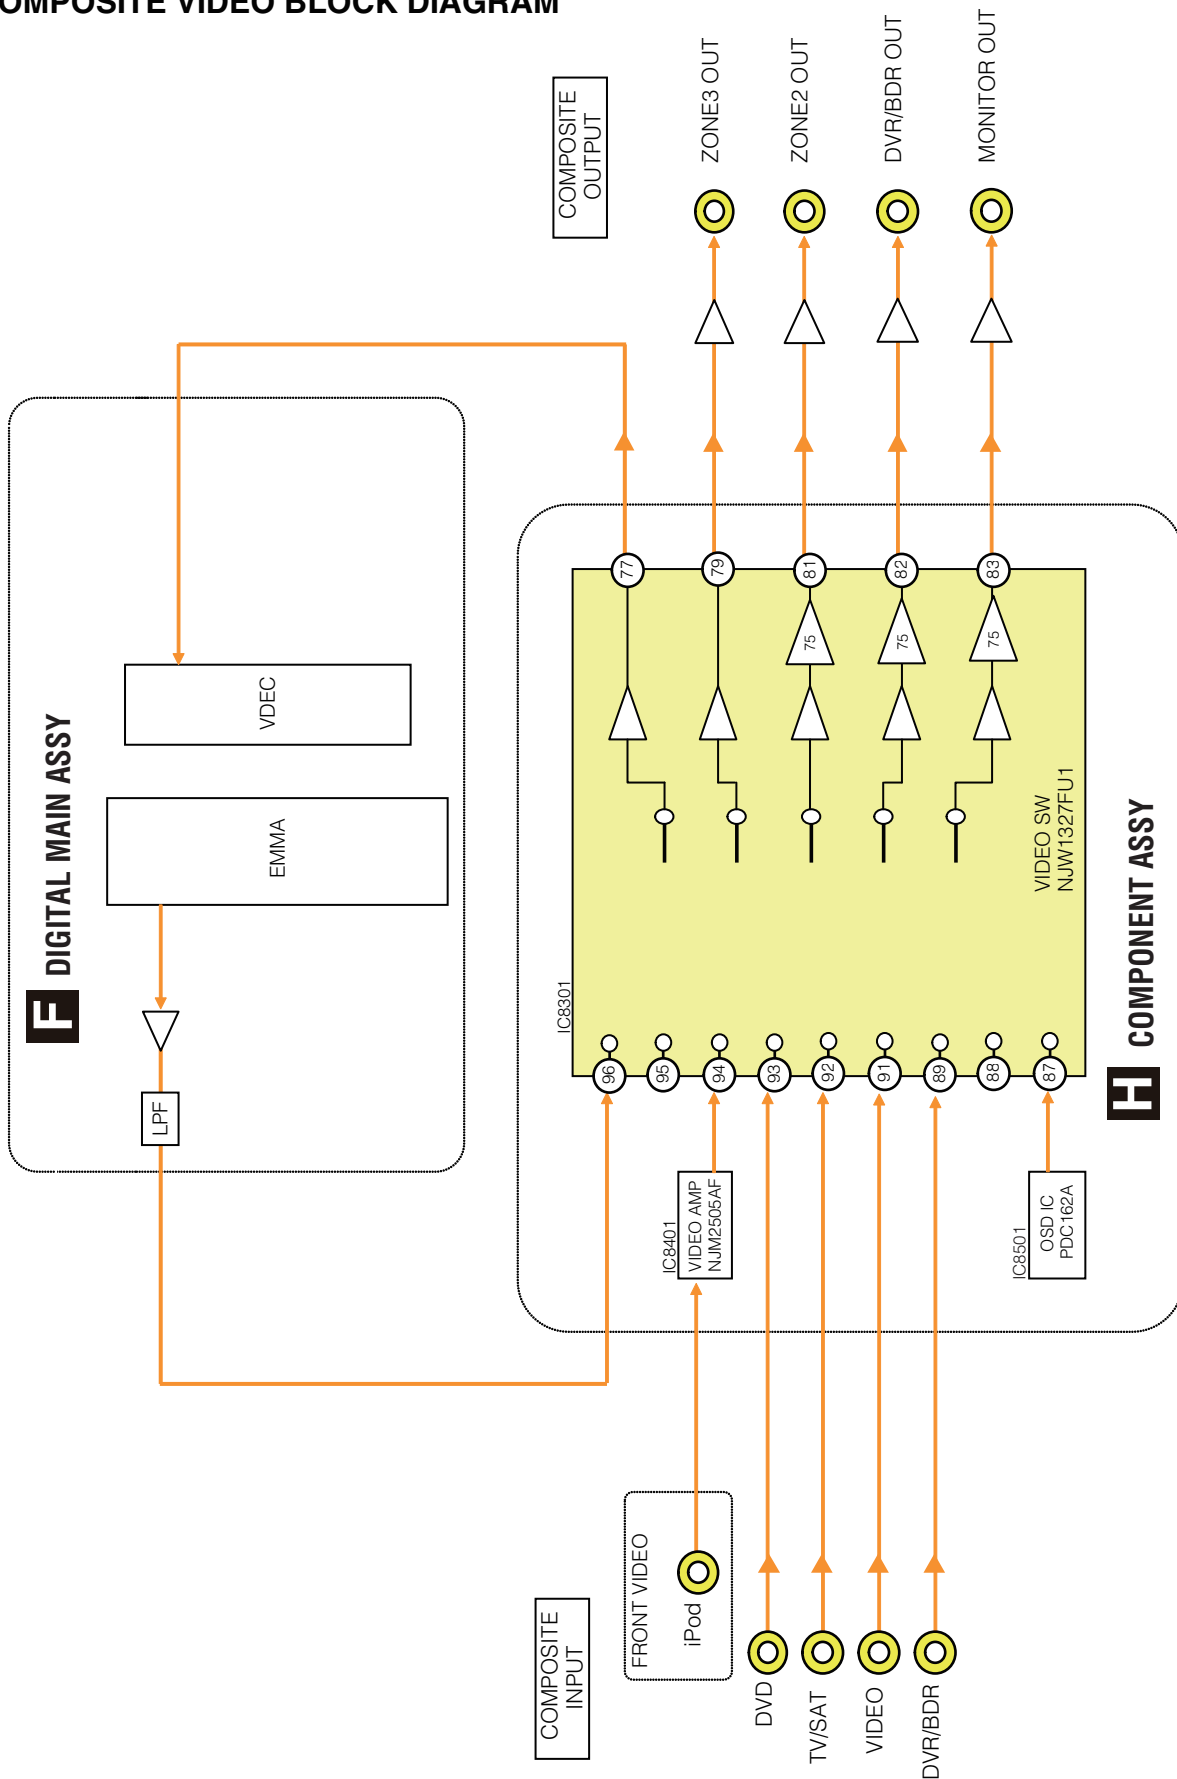 OMPOSITE VIDEO BLOCK DIAGRAM
COMPOSITE
INPUT
FRONT VIDEO
iPod
DVD
TV/SAT
VIDEO
DVR/BDR
F DIGITAL MAIN ASSY
LPF
EMMA
VDEC
IC8401
VIDEO AMP
NJM2505AF
IC8501
OSD IC
PDC162A
IC8301
96
95
94
93
92
91
89
88
87
VIDEO SW
NJW1327FU1
75
75
75
77
79
81
82
83
H COMPONENT ASSY
COMPOSITE
OUTPUT
ZONE3 OUT
ZONE2 OUT
DVR/BDR OUT
MONITOR OUT